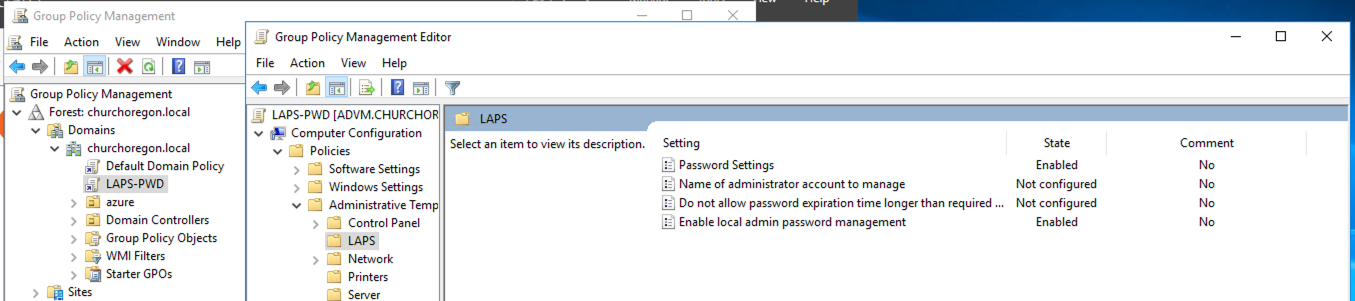 Group Policy Management
File Action View Window Help
Group Policy Management
Forest: churchoregon.local
Domains
churchoregon.local
Default Domain Policy
LAPS-PWD
azure
Domain Controllers
Group Policy Objects
WMI Filters
Starter GPOs
Sites
Help
Group Policy Management Editor
File Action View Help
LAPS-PWD [ADVM.CHURCHOR
Computer Configuration
Policies
Software Settings
Windows Settings
Administrative Temp
Control Panel
LAPS
Network
Printers
Server
LAPS
Select an item to view its description.
Setting State Comment
Password Settings Enabled No
Name of administrator account to manage Not configured No
Do not allow password expiration time longer than required ... Not configured No
Enable local admin password management Enabled No